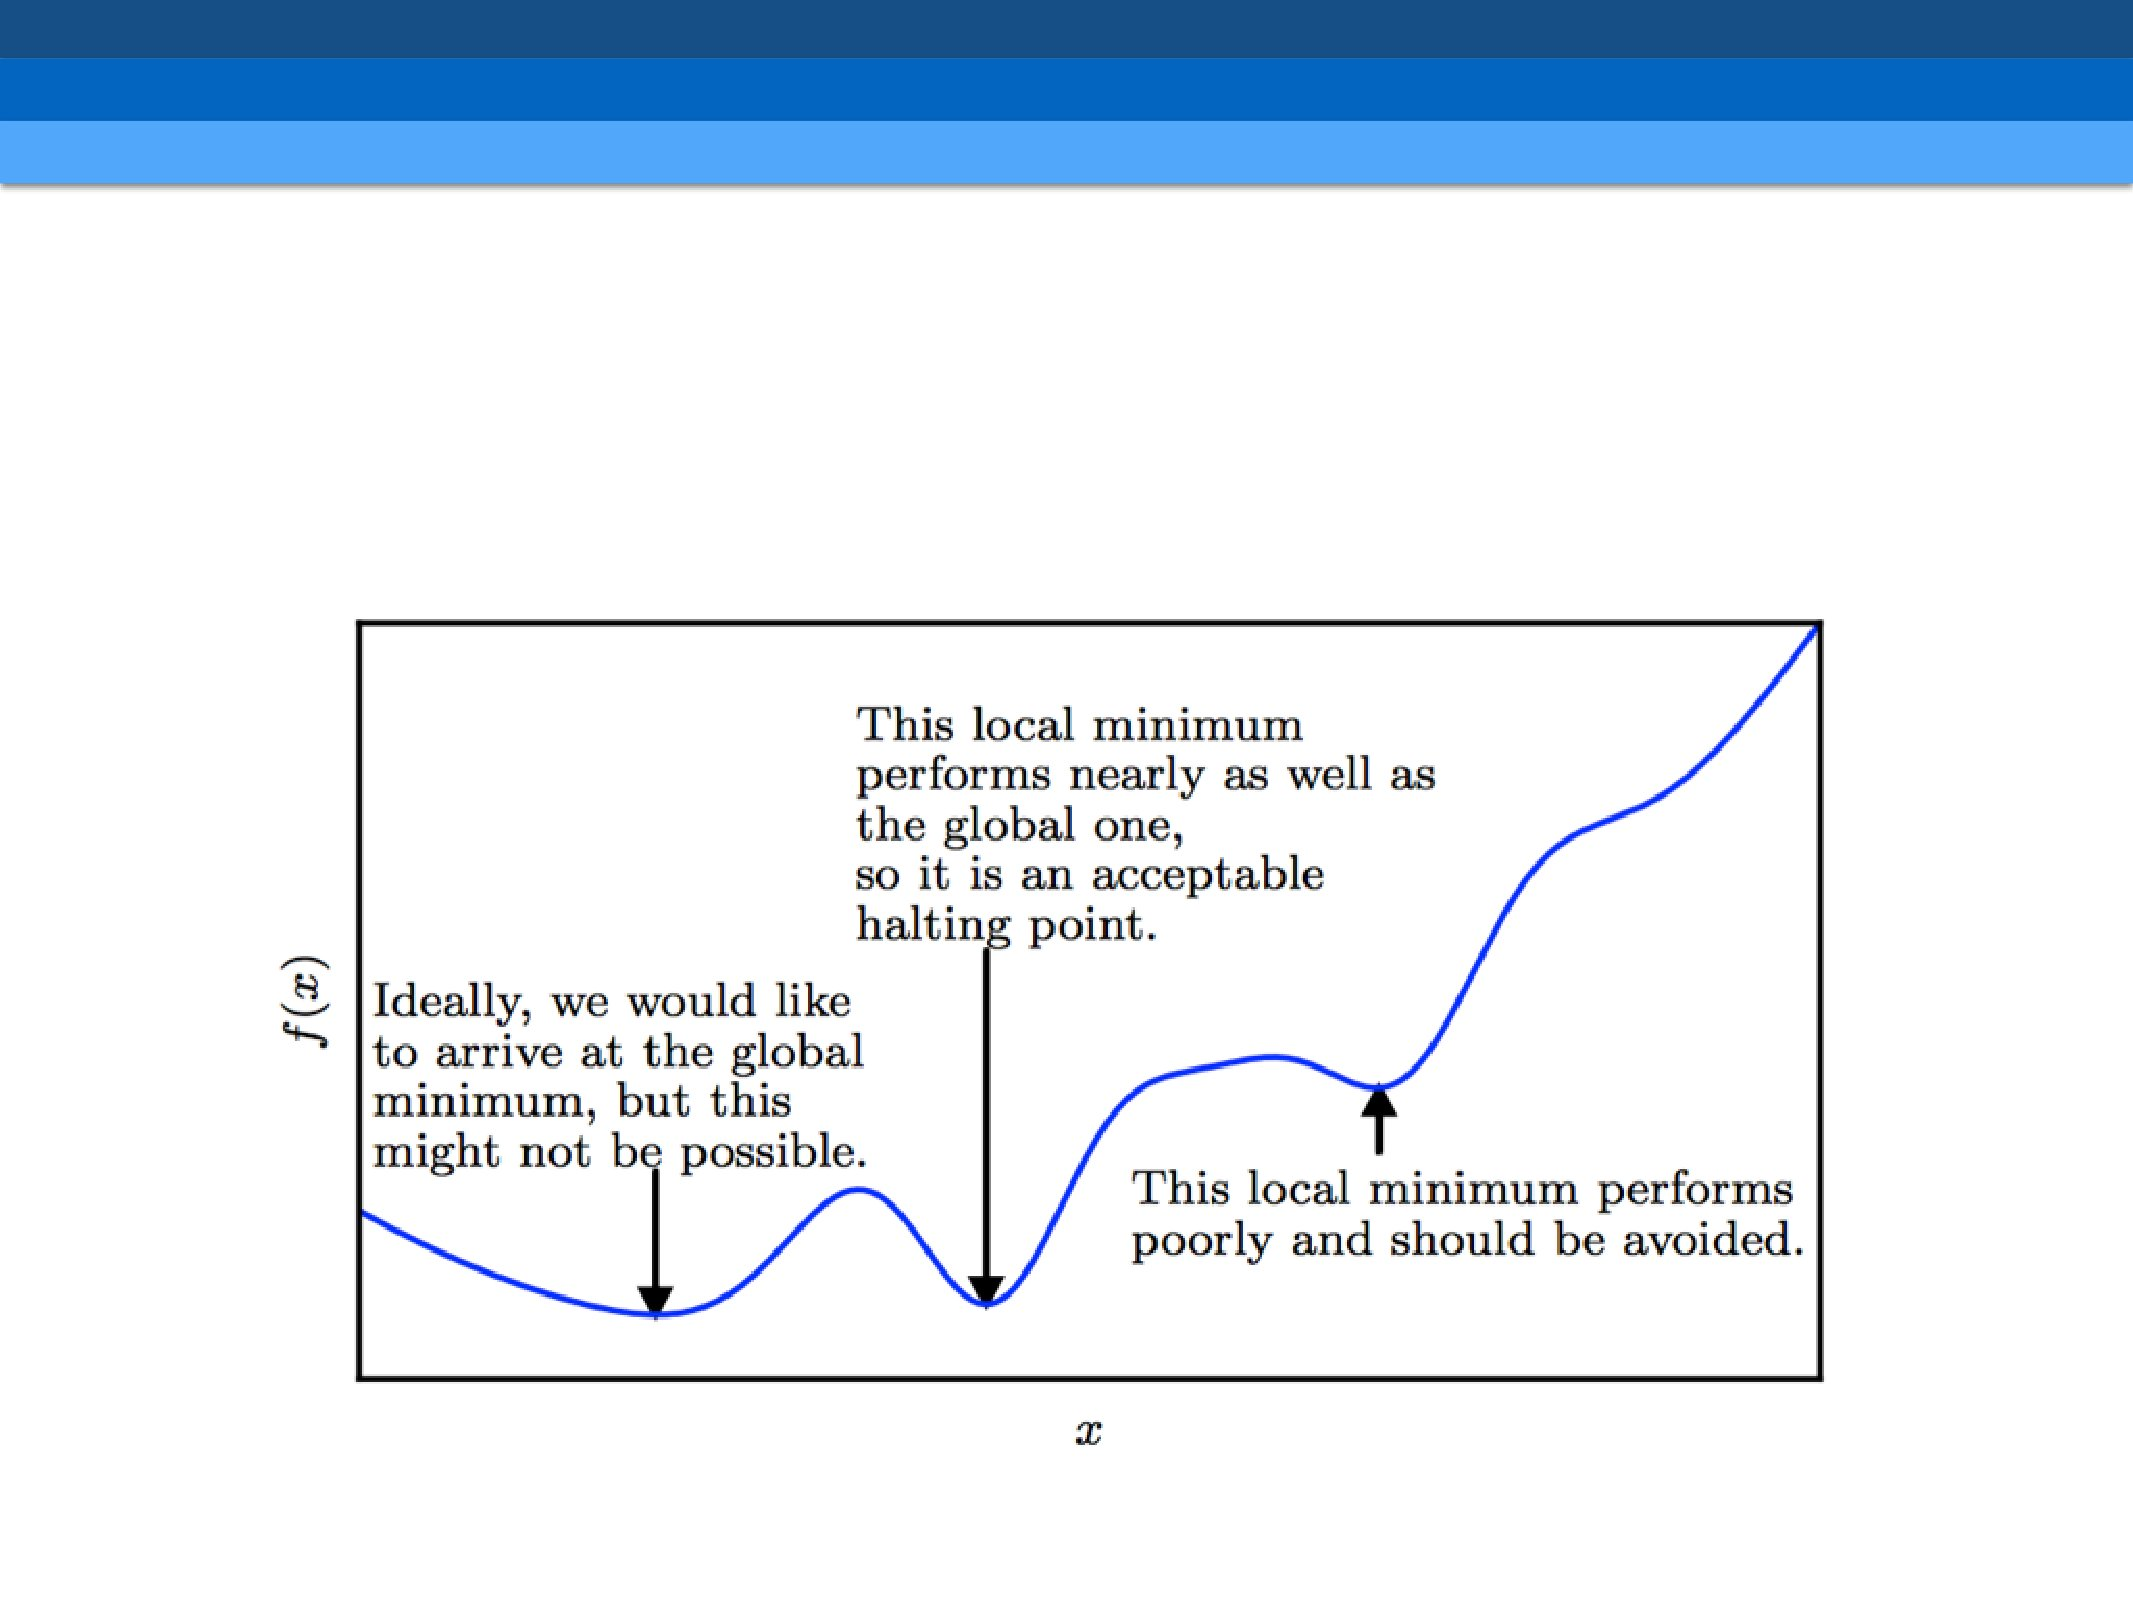 This local minimum
performs nearly as well as
the global one,
so it is an acceptable
halting point.
Ideally, we would like
to arrive at the global
minimum, but this
might not be possible.
This local minimum performs
poorly and should be avoided.
f(x)
x